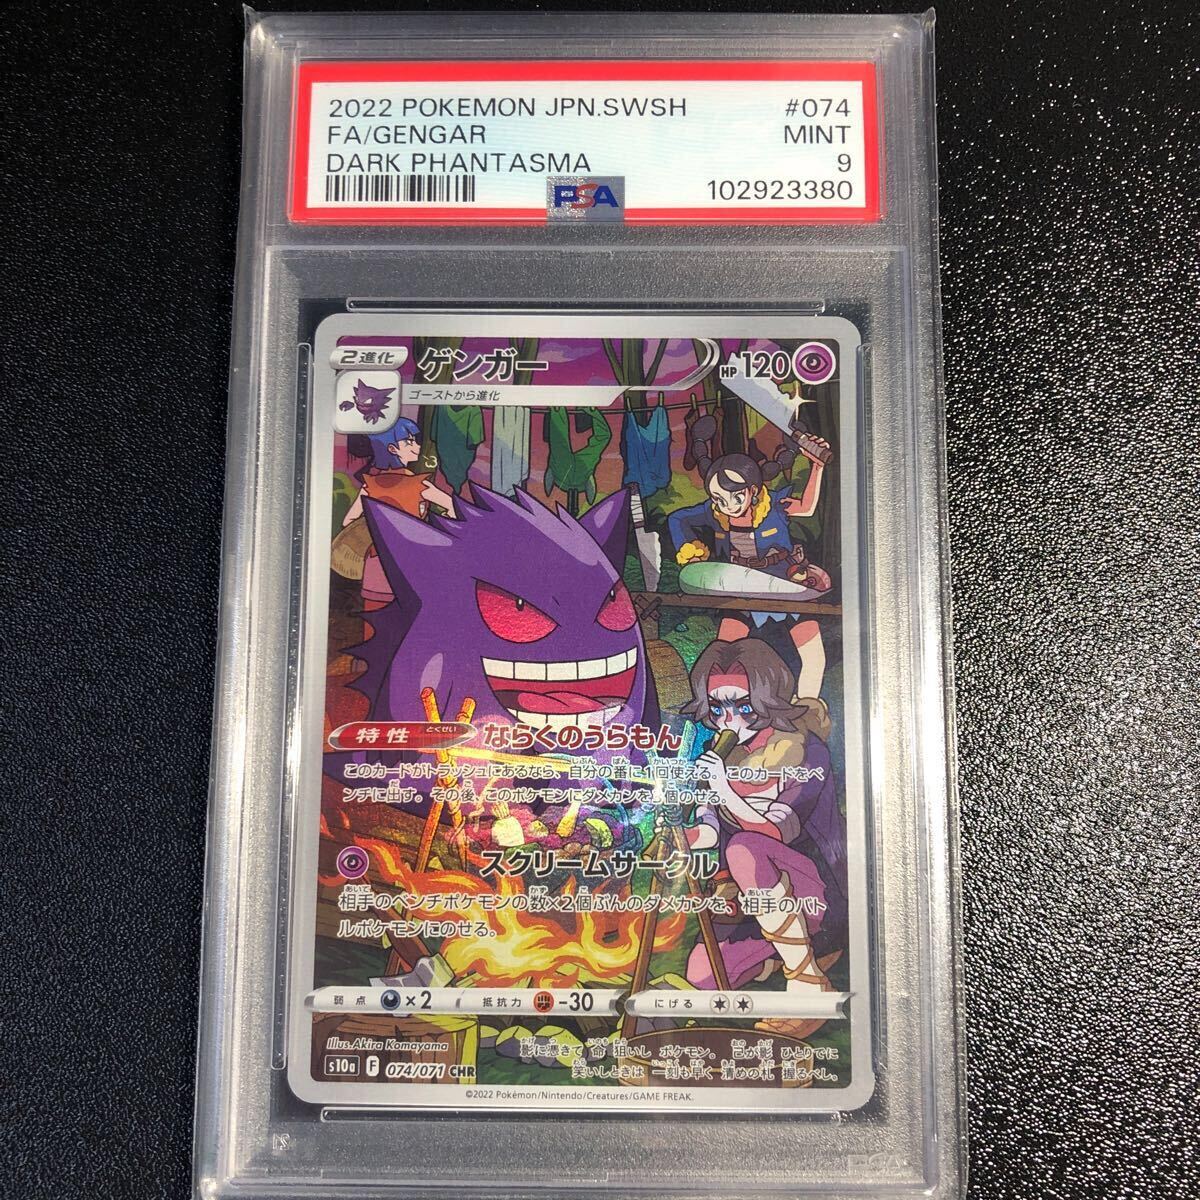 2022 POKEMON JPN.SWSH #074
FA/GENGAR MINT
DARK PHANTASMA 9
PSA 102923380
2進化 ゲンガー HP 120
ゴーストから進化
特性 とくせい ならくのうらもん
このカードがトラッシュにあるなら、自分の番に1回使える。このカードをベ
ンチに出す。その後、このポケモンにダメカンを 個のせる。
スクリームサークル
相手のベンチポケモンの数×2個ぶんのダメカンを、相手のバト
ルポケモンにのせる。
弱点 ×2 抵抗力 -30 にげる
Illus. Akira Komayama
影に憑きて 命 狙いし ポケモン。 己が影 ひとりでに
笑いしときは 一刻も早く 清めの札 握るべし。
s10a F 074/071 CHR
©2022 Pokémon/Nintendo/Creatures/GAME FREAK.